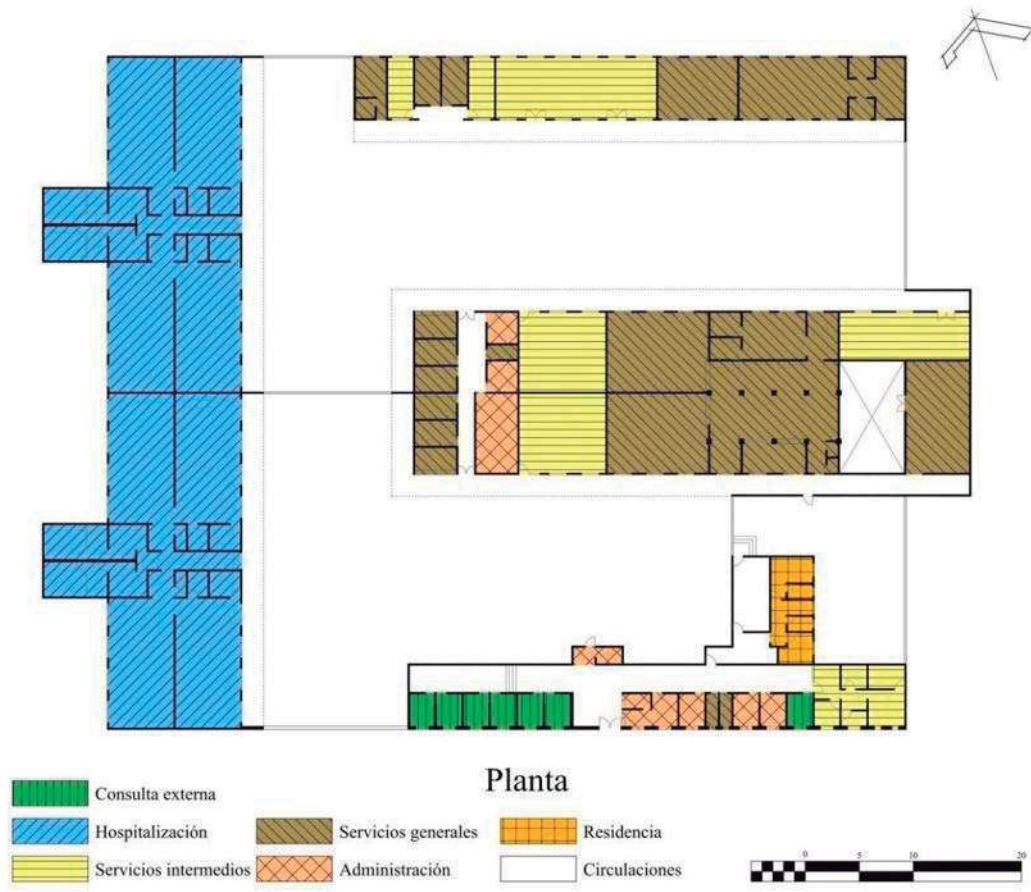 Planta
Consulta externa
Hospitalización
Servicios generales
Residencia
Servicios intermedios
Administración
Circulaciones
0 5 10 20